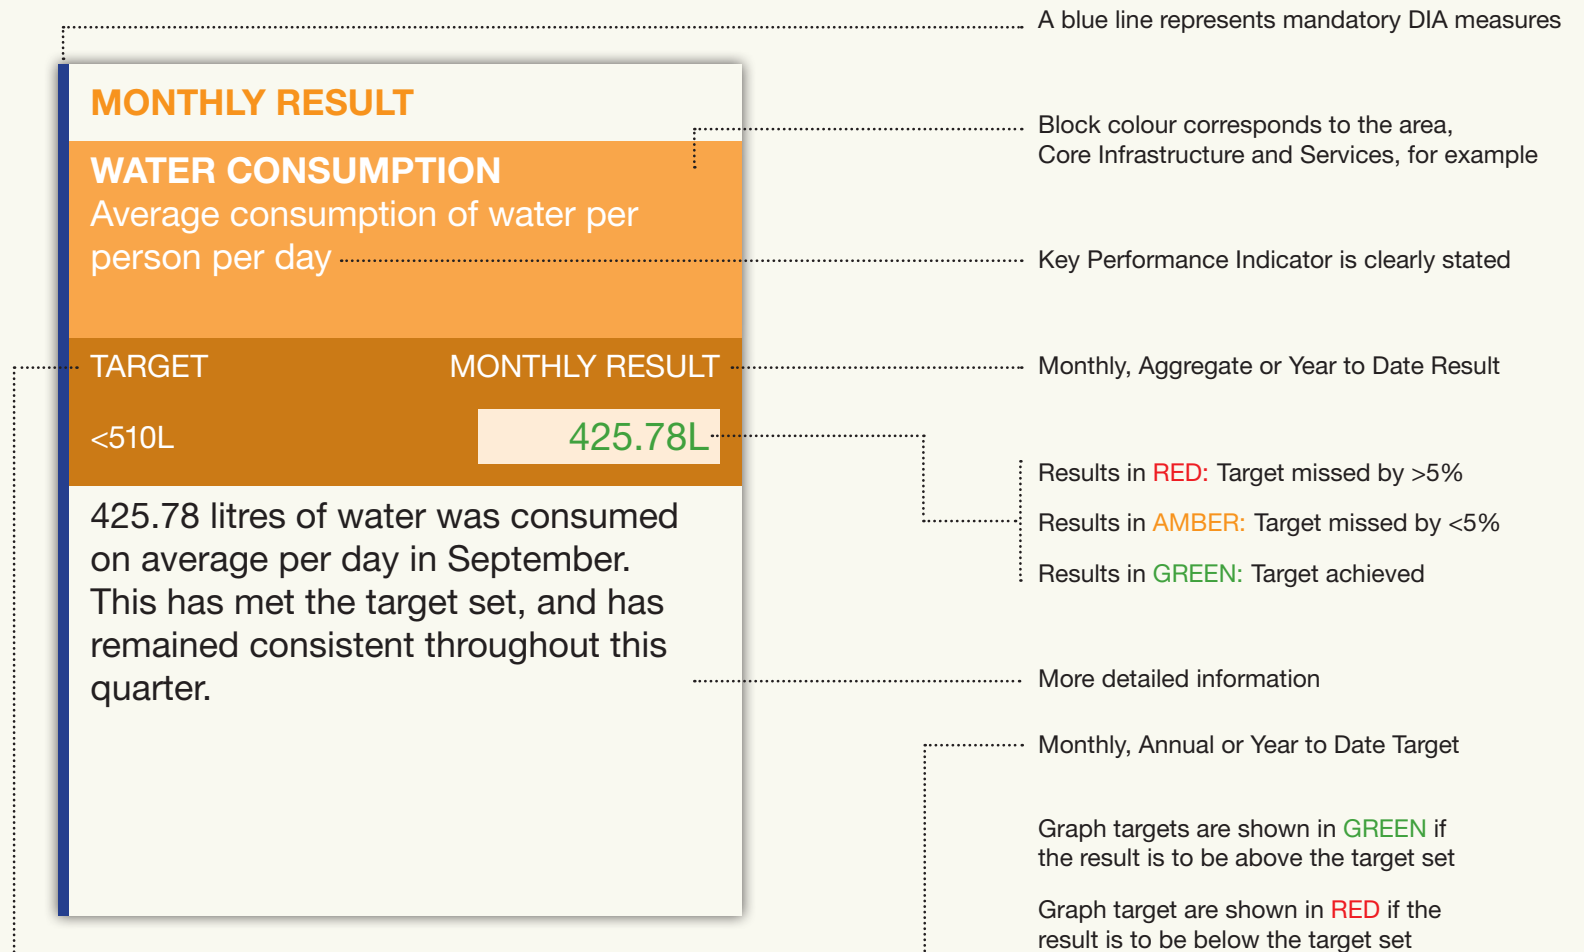 A blue line represents mandatory DIA measures
MONTHLY RESULT
Block colour corresponds to the area,
Core Infrastructure and Services, for example
WATER CONSUMPTION
Average consumption of water per
person per day
Key Performance Indicator is clearly stated
TARGET
MONTHLY RESULT
Monthly, Aggregate or Year to Date Result
<510L
425.78L
Results in RED: Target missed by >5%
Results in AMBER: Target missed by <5%
Results in GREEN: Target achieved
425.78 litres of water was consumed
on average per day in September.
This has met the target set, and has
remained consistent throughout this
quarter.
More detailed information
Monthly, Annual or Year to Date Target
Graph targets are shown in GREEN if
the result is to be above the target set
Graph target are shown in RED if the
result is to be below the target set